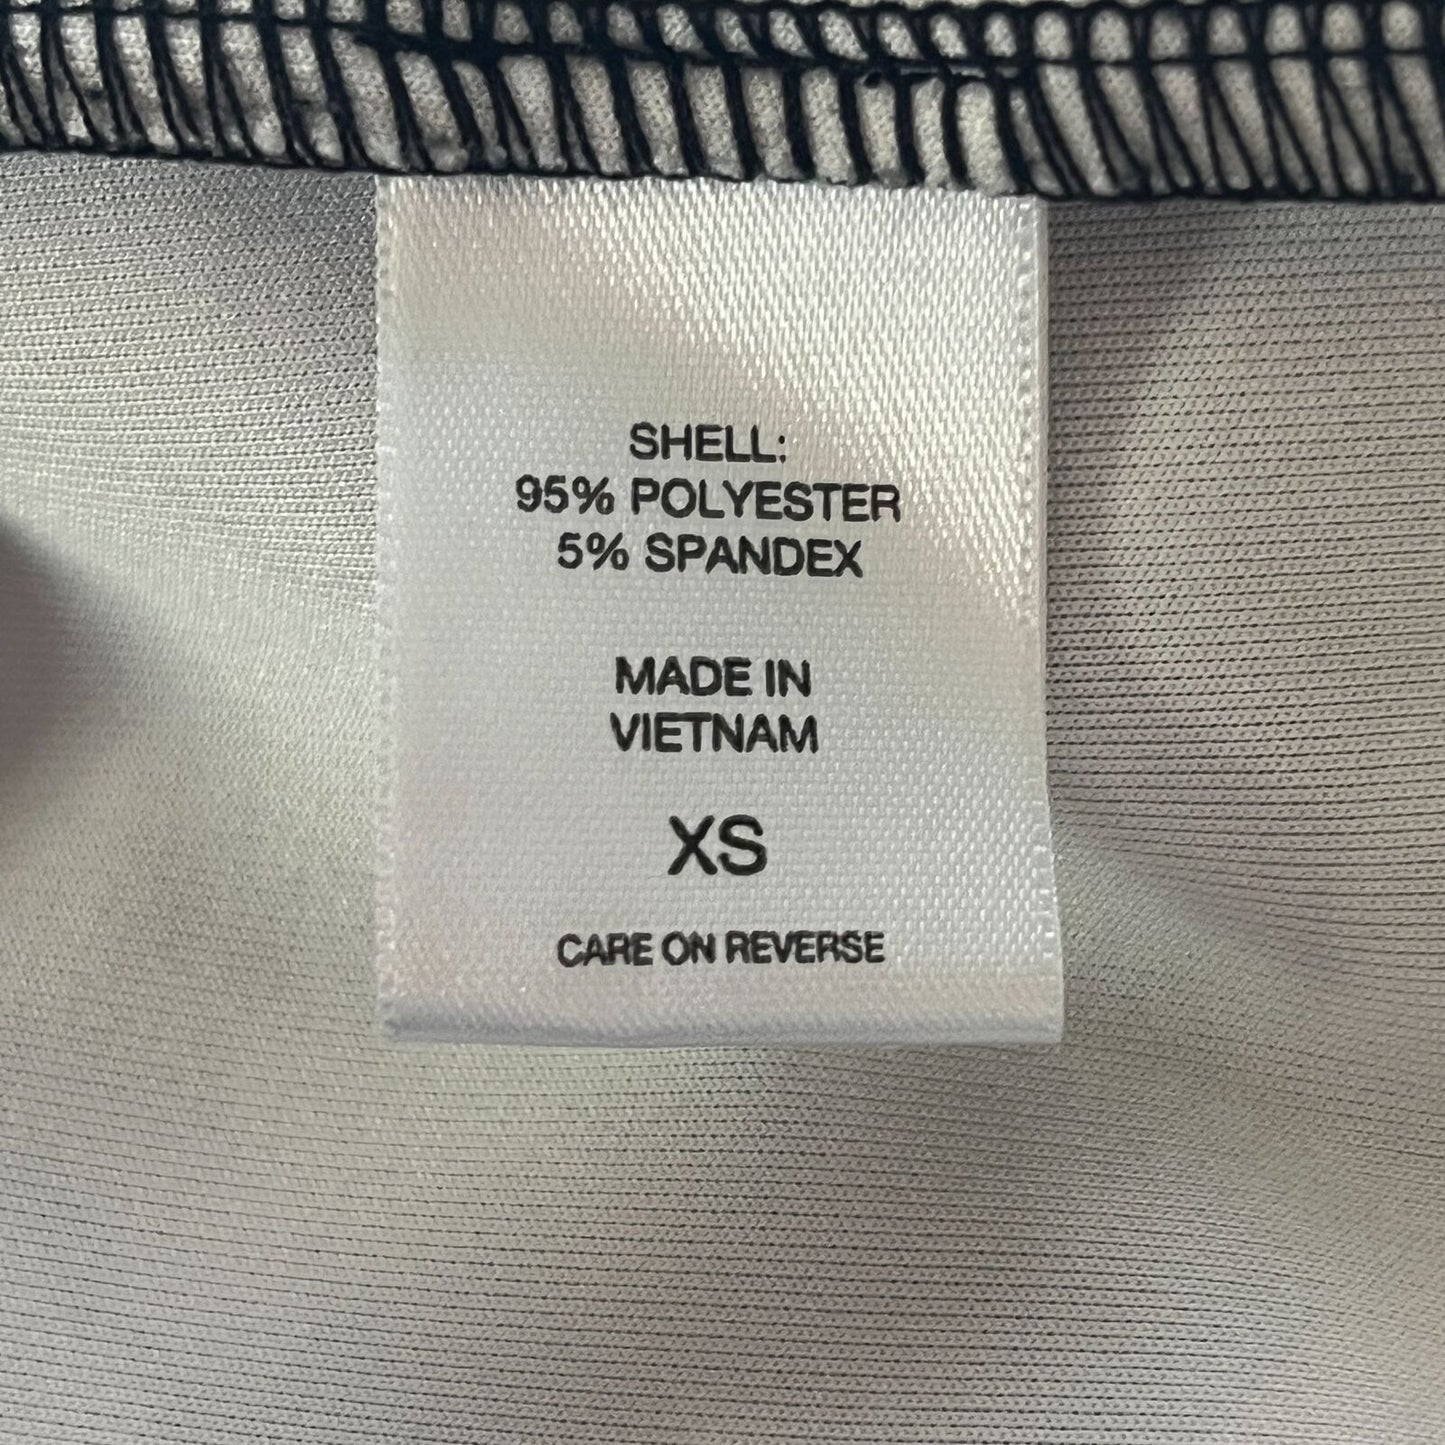 SHELL:
95% POLYESTER
5% SPANDEX
MADE IN
VIETNAM
XS
CARE ON REVERSE